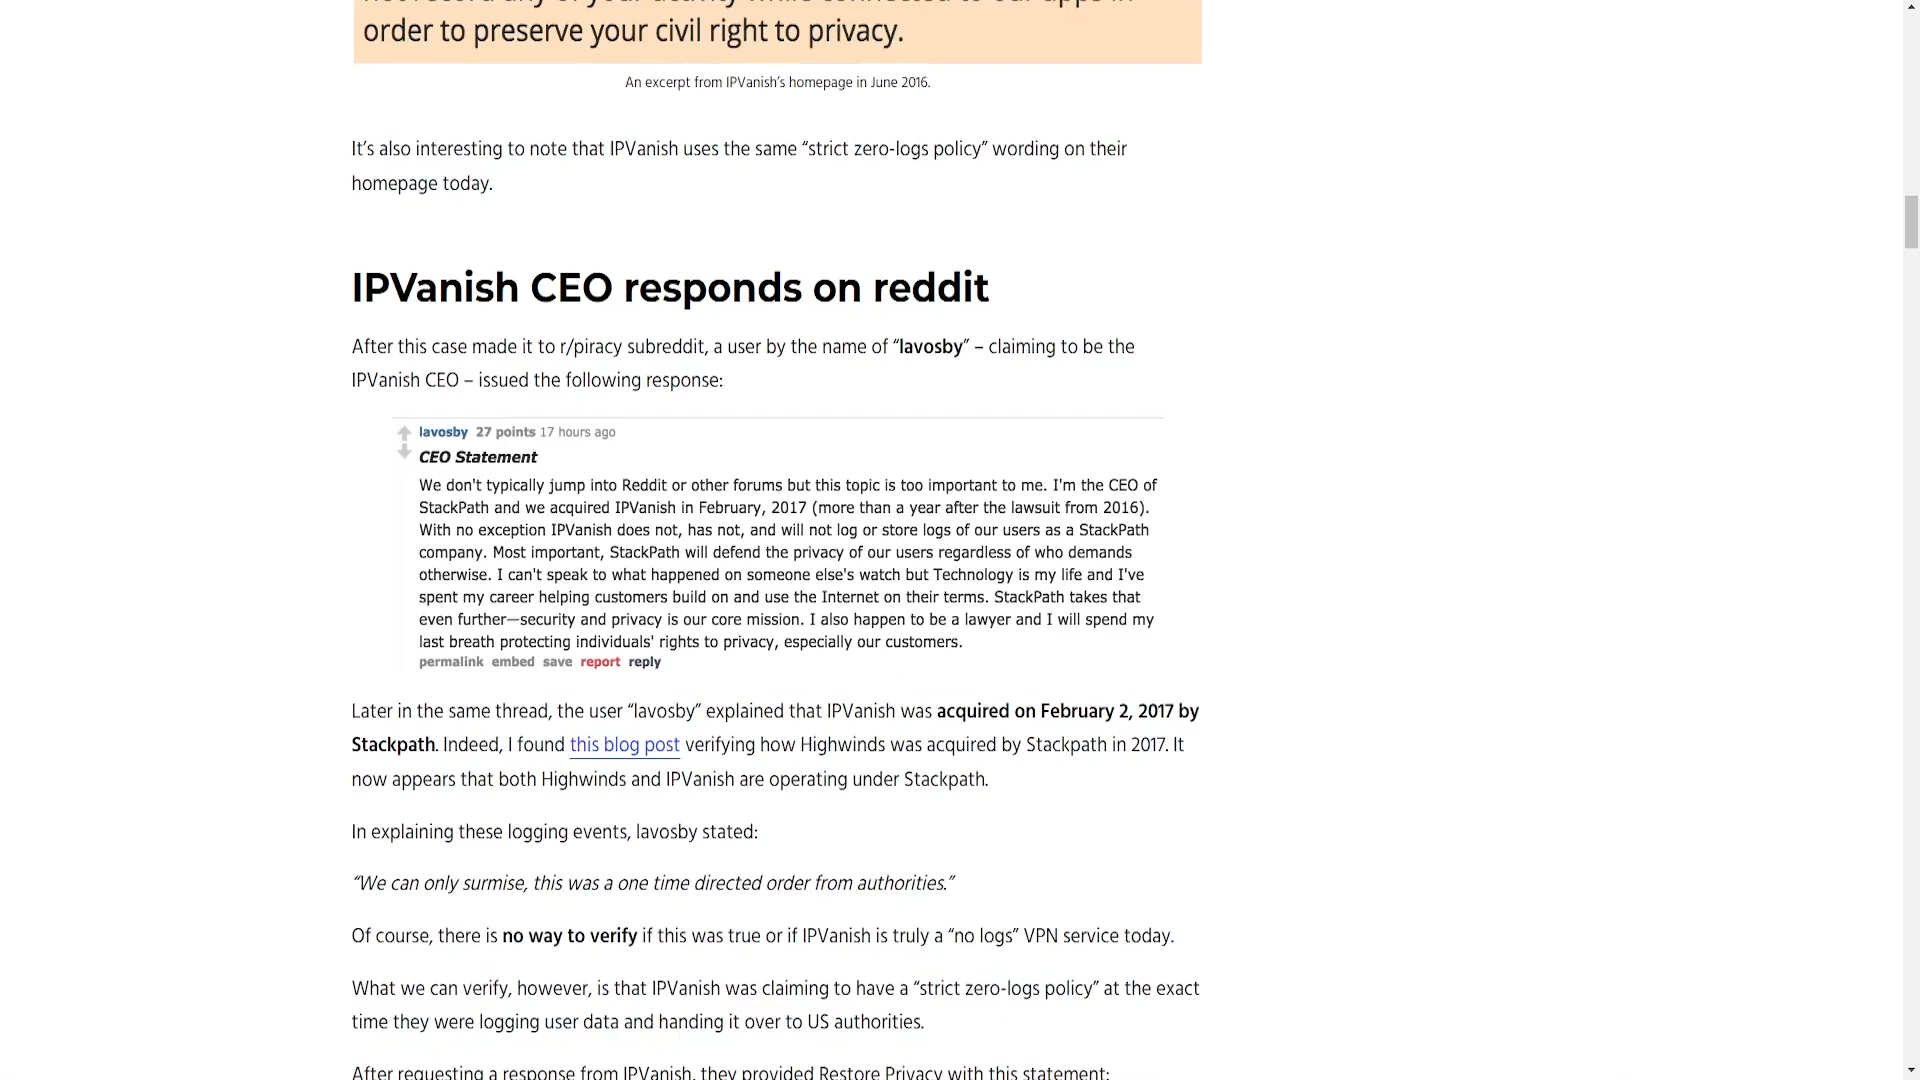 order to preserve your civil right to privacy.
An excerpt from IPVanish’s homepage in June 2016.
It’s also interesting to note that IPVanish uses the same “strict zero-logs policy” wording on their
homepage today.
IPVanish CEO responds on reddit
After this case made it to r/piracy subreddit, a user by the name of “lavosby” – claiming to be the
IPVanish CEO – issued the following response:
lavosby 27 points 17 hours ago
CEO Statement
We don't typically jump into Reddit or other forums but this topic is too important to me. I'm the CEO of
StackPath and we acquired IPVanish in February, 2017 (more than a year after the lawsuit from 2016).
With no exception IPVanish does not, has not, and will not log or store logs of our users as a StackPath
company. Most important, StackPath will defend the privacy of our users regardless of who demands
otherwise. I can't speak to what happened on someone else's watch but Technology is my life and I've
spent my career helping customers build on and use the Internet on their terms. StackPath takes that
even further—security and privacy is our core mission. I also happen to be a lawyer and I will spend my
last breath protecting individuals' rights to privacy, especially our customers.
permalink embed save report reply
Later in the same thread, the user “lavosby” explained that IPVanish was acquired on February 2, 2017 by
Stackpath. Indeed, I found this blog post verifying how Highwinds was acquired by Stackpath in 2017. It
now appears that both Highwinds and IPVanish are operating under Stackpath.
In explaining these logging events, lavosby stated:
“We can only surmise, this was a one time directed order from authorities.”
Of course, there is no way to verify if this was true or if IPVanish is truly a “no logs” VPN service today.
What we can verify, however, is that IPVanish was claiming to have a “strict zero-logs policy” at the exact
time they were logging user data and handing it over to US authorities.
After requesting a response from IPVanish, they provided Restore Privacy with this statement: